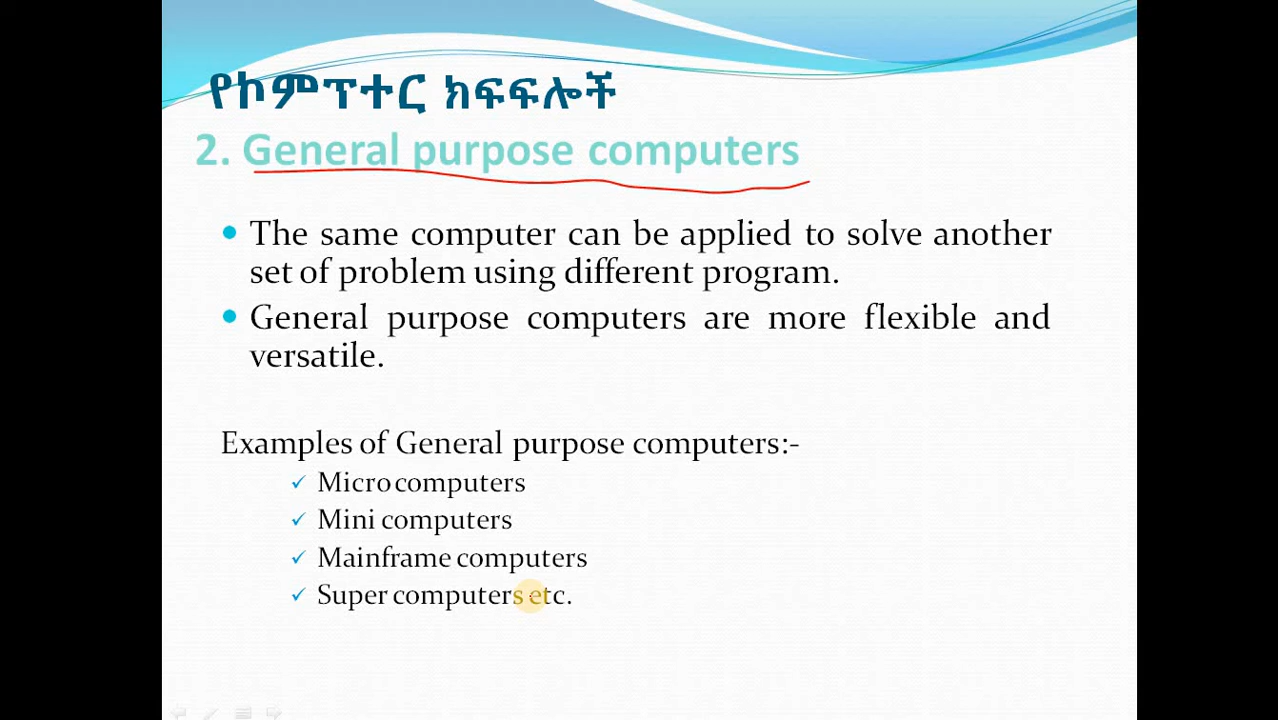 የኮምፕተር ክፍፍሎች
2. General purpose computers
The same computer can be applied to solve another
set of problem using different program.
General purpose computers are more flexible and
versatile.
Examples of General purpose computers:-
Micro computers
Mini computers
Mainframe computers
Super computers etc.